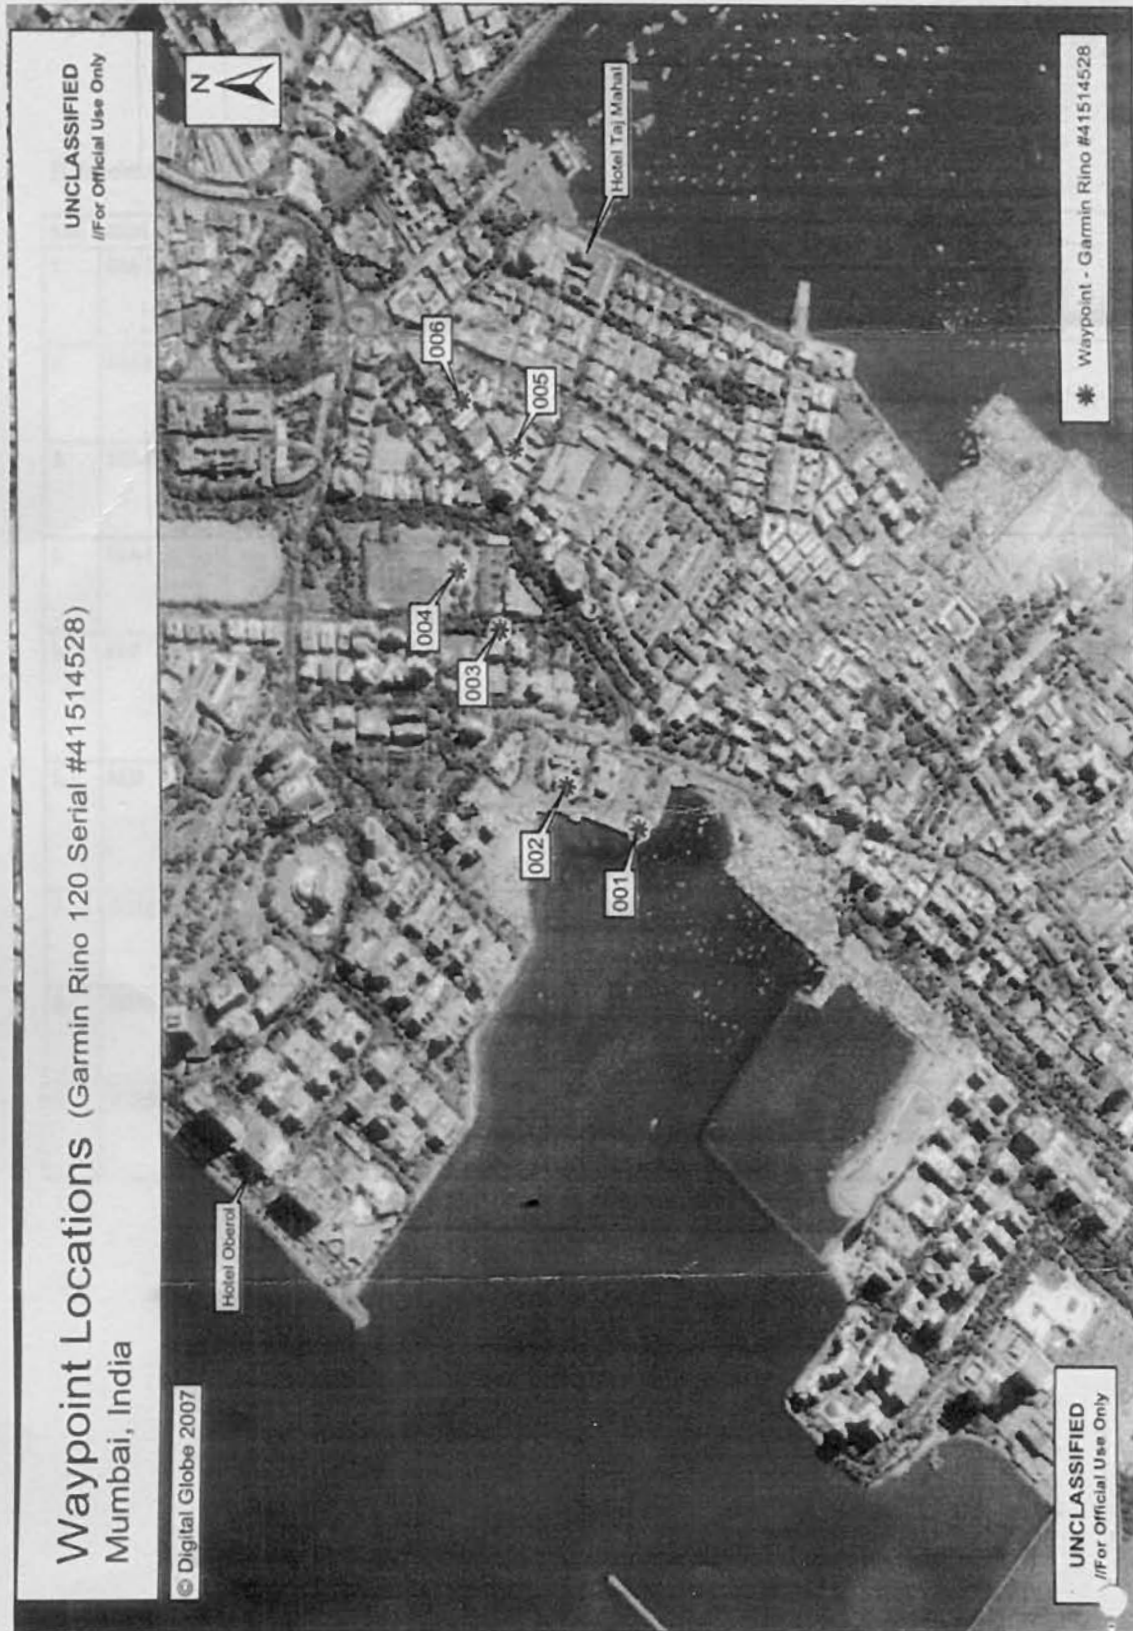 Waypoint Locations (Garmin Rino 120 Serial #41514528)
Mumbai, India
UNCLASSIFIED
//For Official Use Only
© Digital Globe 2007
N
Hotel Oberoi
Hotel Taj Mahal
006
005
004
003
002
001
UNCLASSIFIED
//For Official Use Only
Waypoint - Garmin Rino #41514528